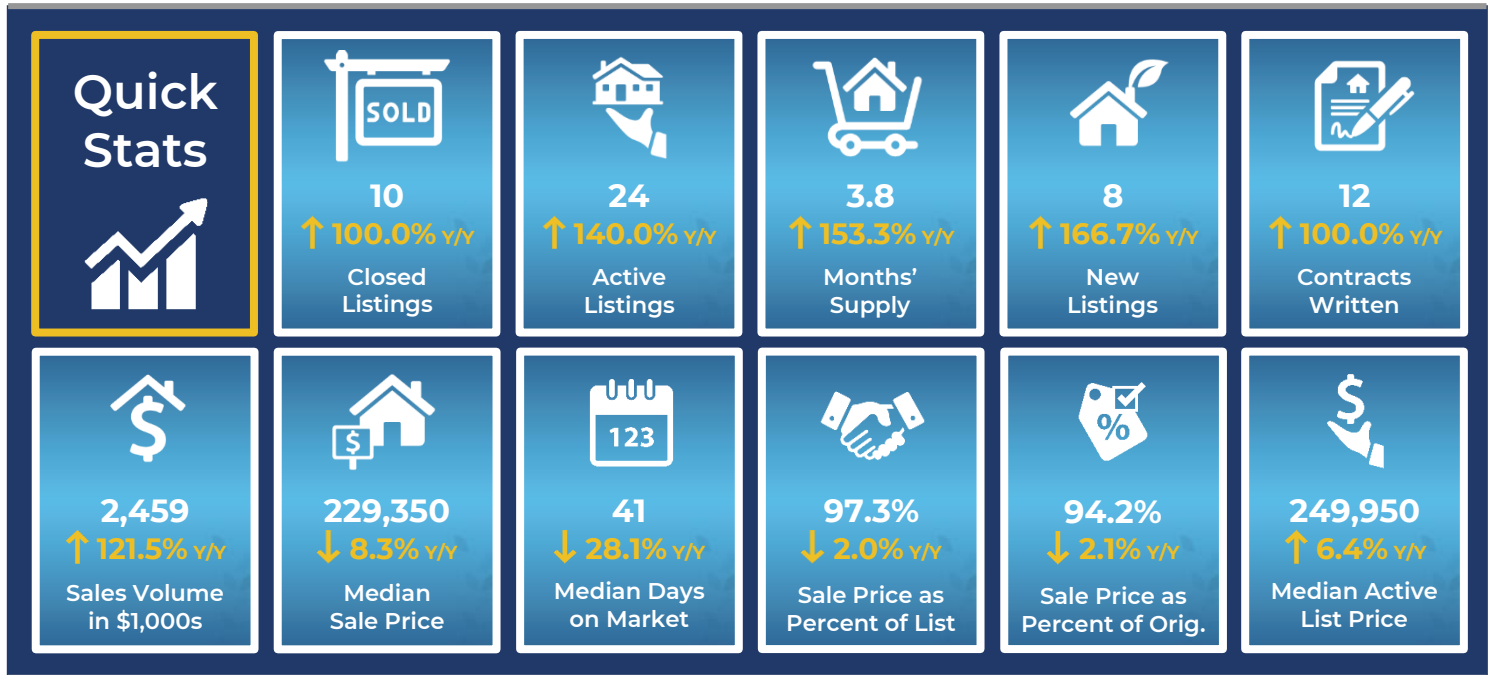 Quick
Stats
SOLD
10
↑ 100.0% Y/Y
Closed
Listings
24
↑ 140.0% Y/Y
Active
Listings
3.8
↑ 153.3% Y/Y
Months’
Supply
8
↑ 166.7% Y/Y
New
Listings
12
↑ 100.0% Y/Y
Contracts
Written
$
2,459
↑ 121.5% Y/Y
Sales Volume
in $1,000s
$
229,350
↓ 8.3% Y/Y
Median
Sale Price
123
41
↓ 28.1% Y/Y
Median Days
on Market
97.3%
↓ 2.0% Y/Y
Sale Price as
Percent of List
%
94.2%
↓ 2.1% Y/Y
Sale Price as
Percent of Orig.
$
249,950
↑ 6.4% Y/Y
Median Active
List Price